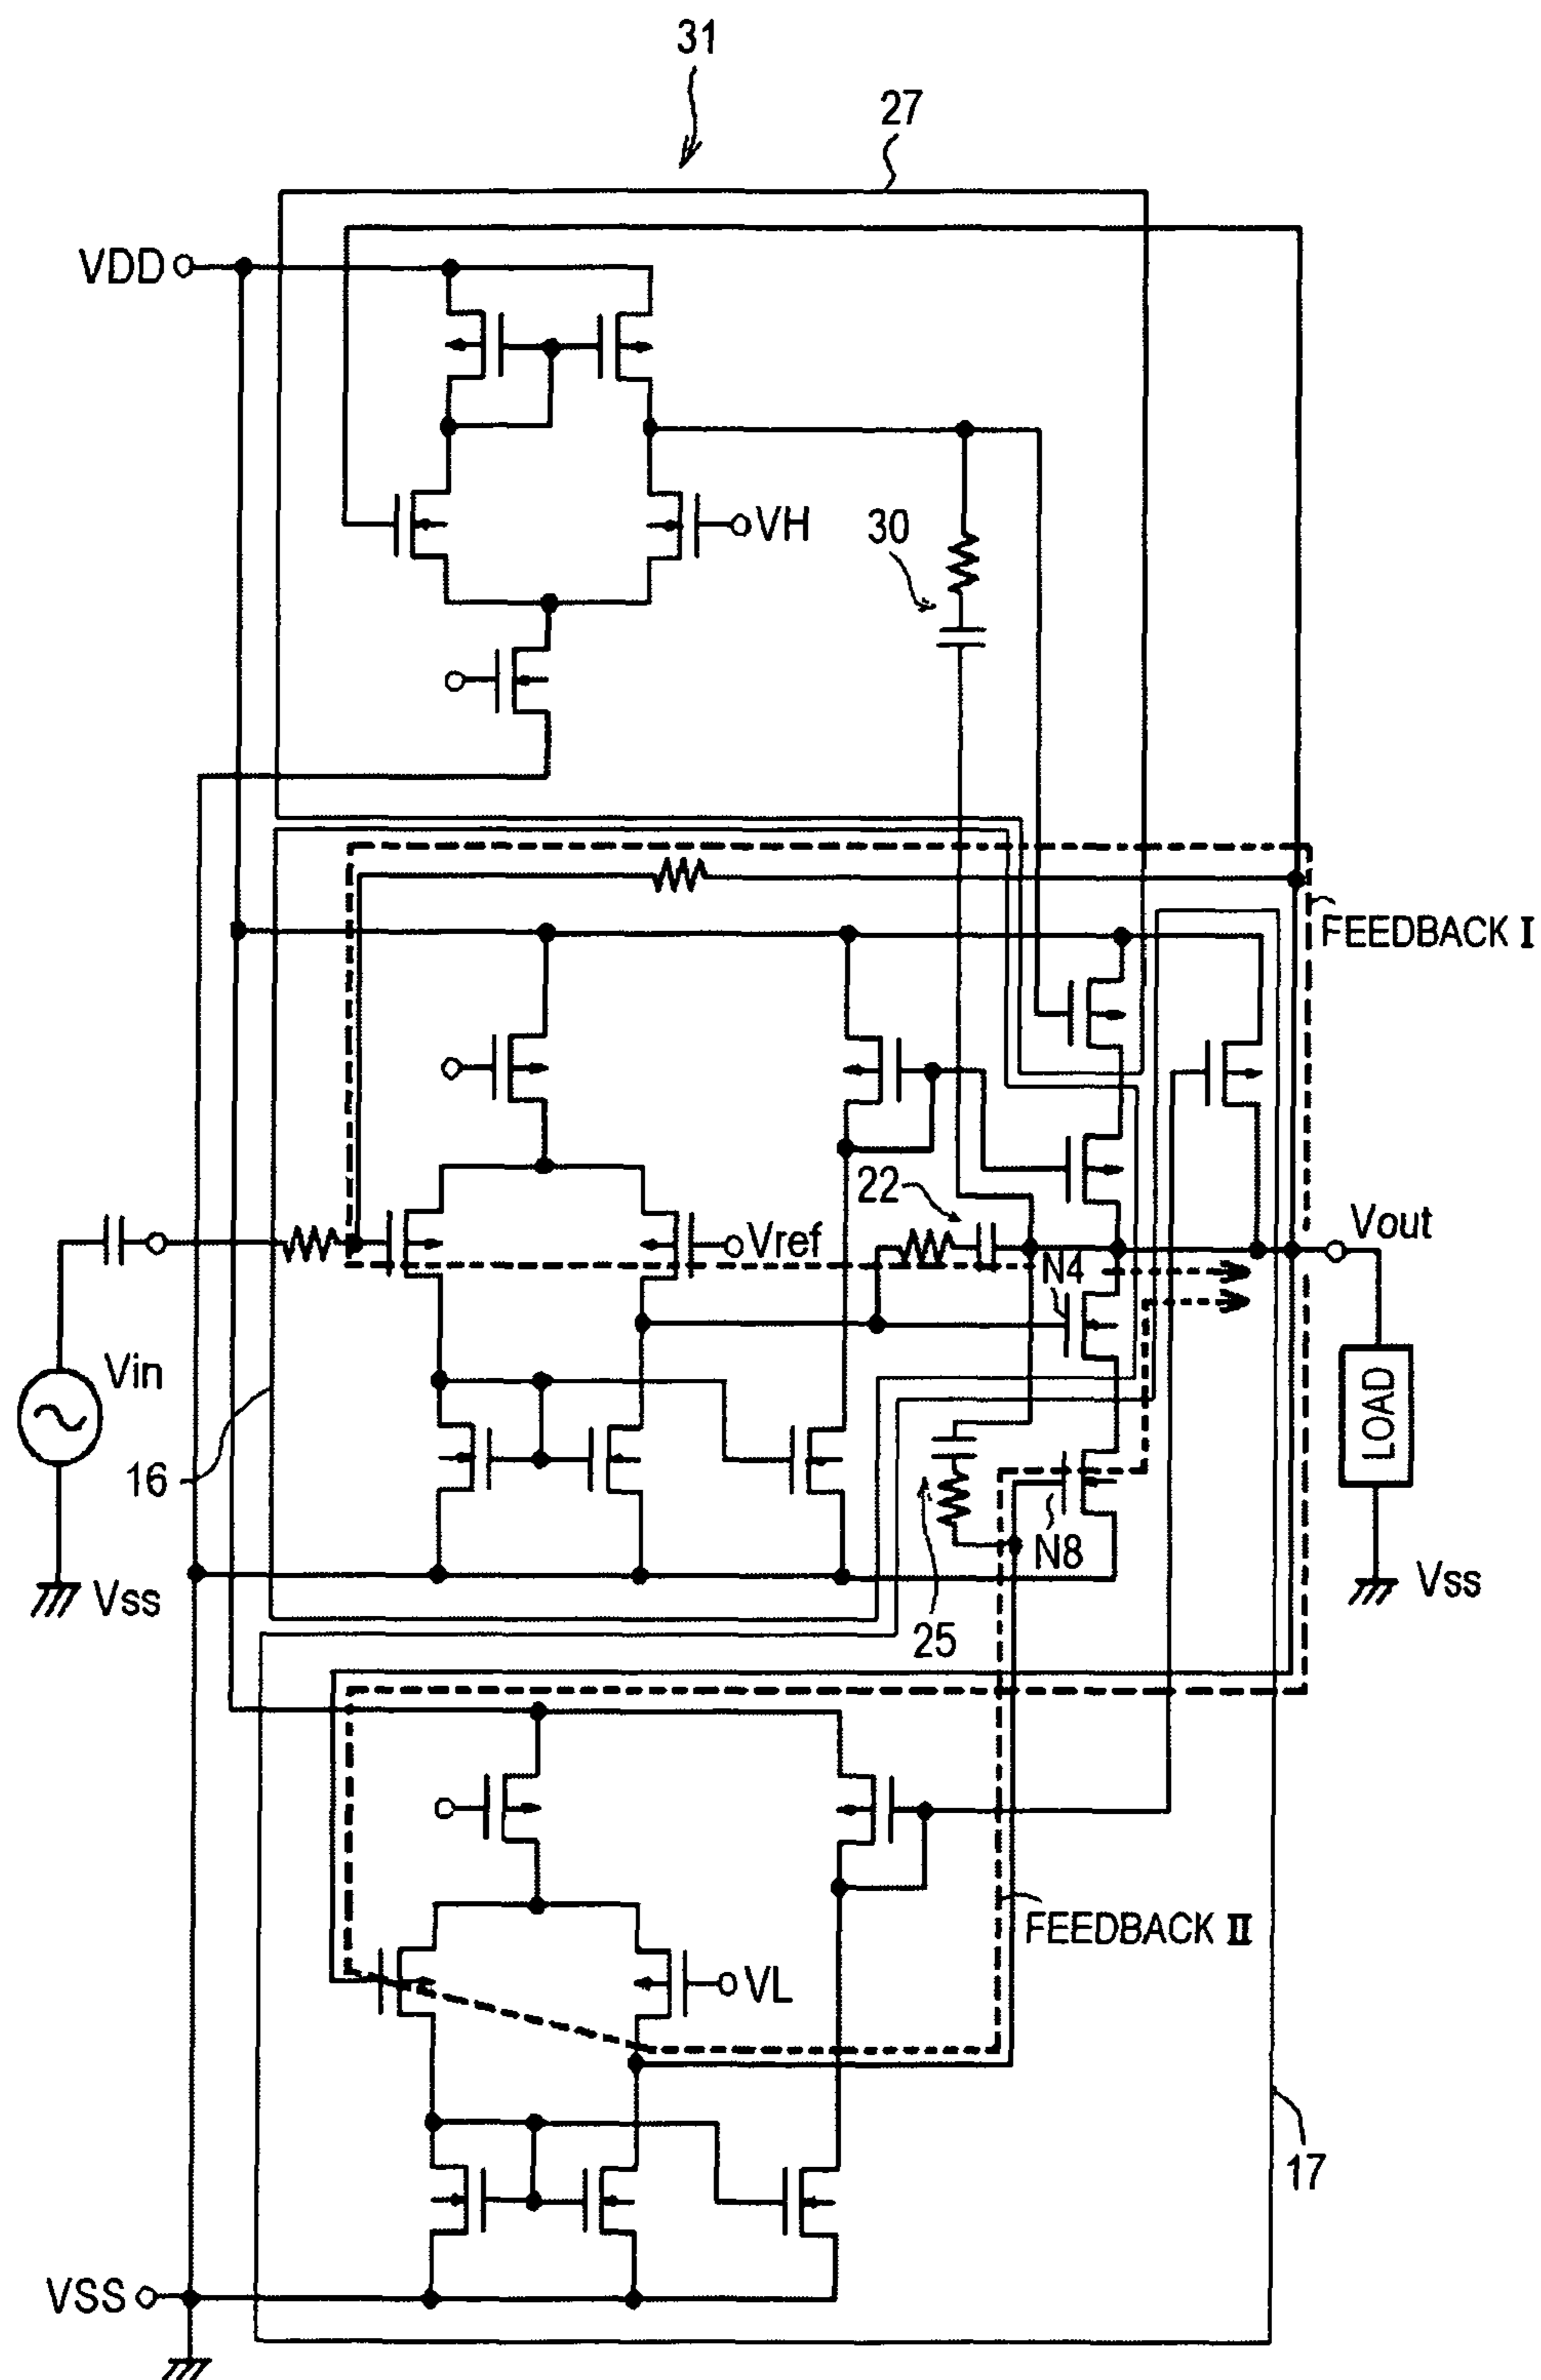 31
27
VDD
VH
30
FEEDBACK I
22
Vref
Vout
N4
Vin
LOAD
16
N8
Vss
Vss
25
FEEDBACK II
VL
17
VSS